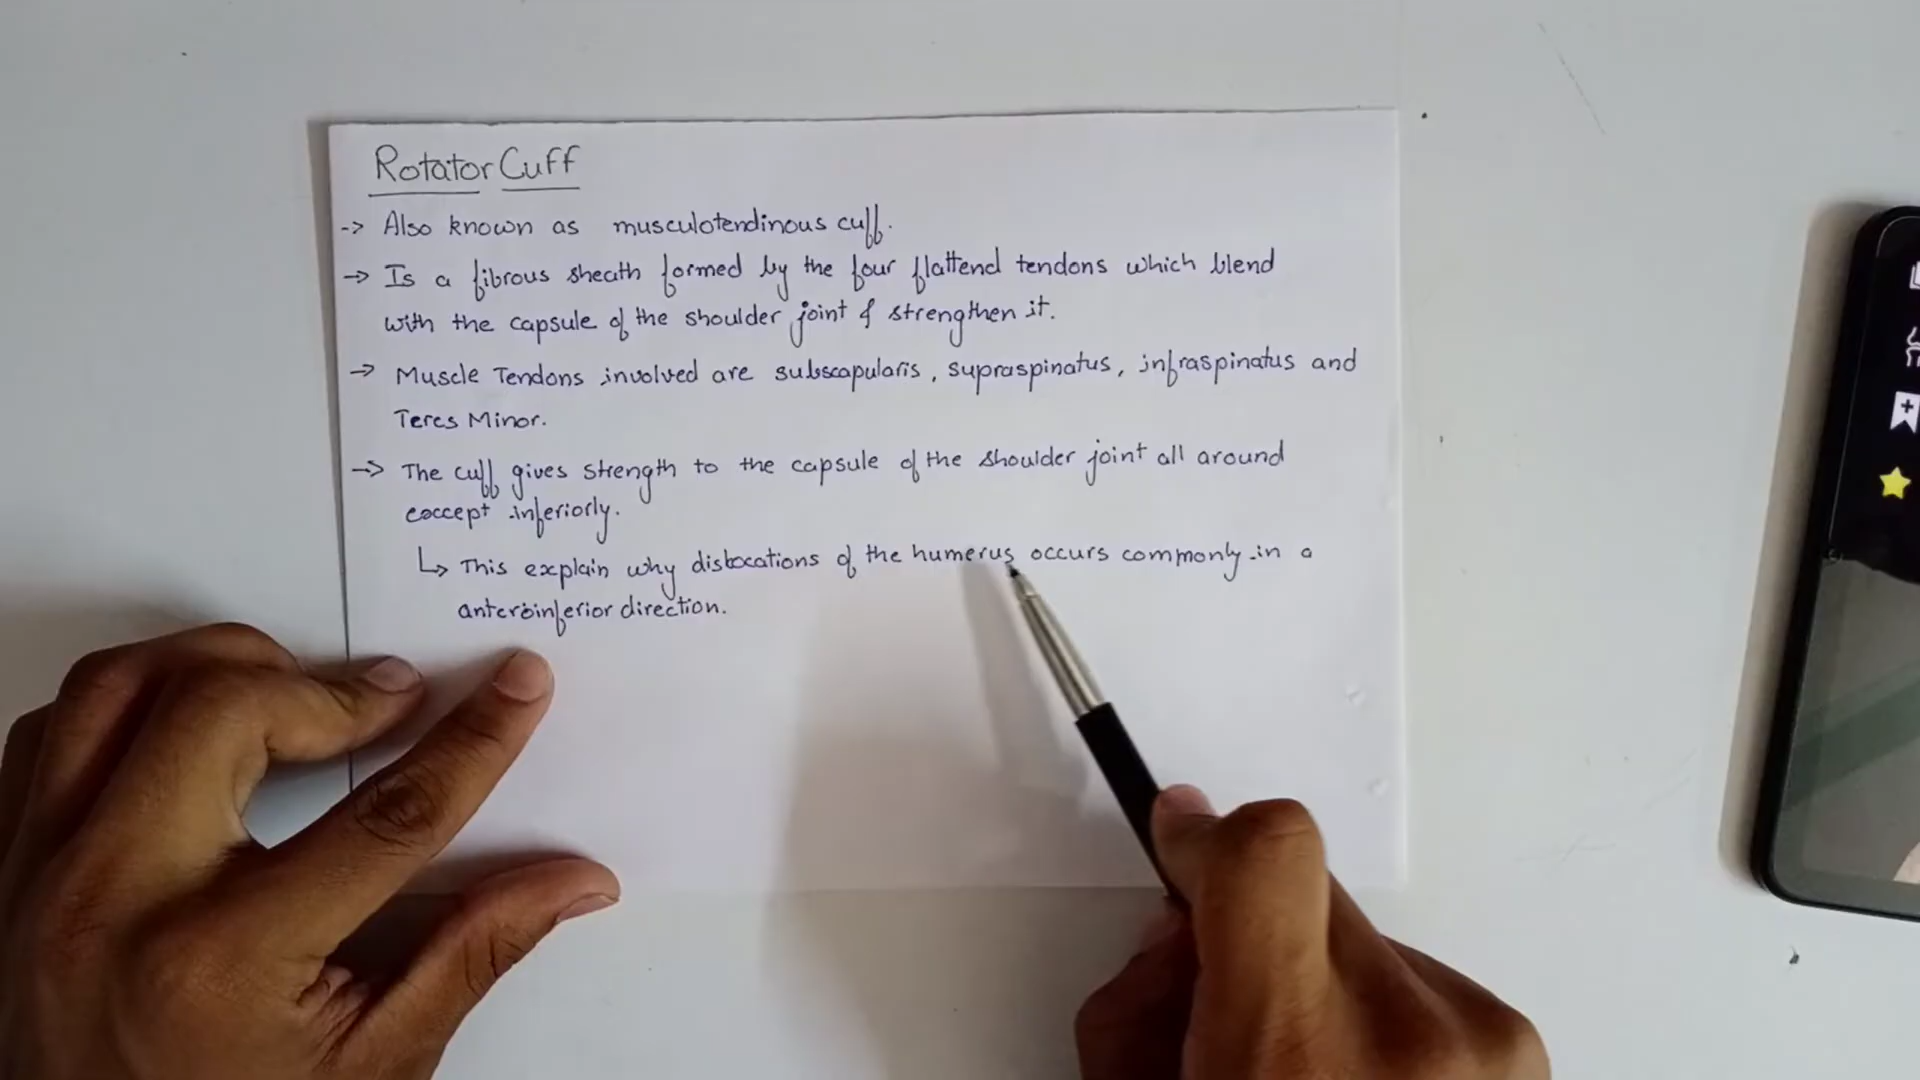 Rotator Cuff
-> Also known as musculotendinous cuff.
-> Is a fibrous sheath formed by the four flattend tendons which blend
with the capsule of the shoulder joint & strengthen it.
-> Muscle Tendons involved are subscapularis, supraspinatus, infraspinatus and
Teres Minor.
-> The cuff gives strength to the capsule of the shoulder joint all around
except inferiorly.
↳ This explain why dislocations of the humerus occurs commonly in a
anteroinferior direction.